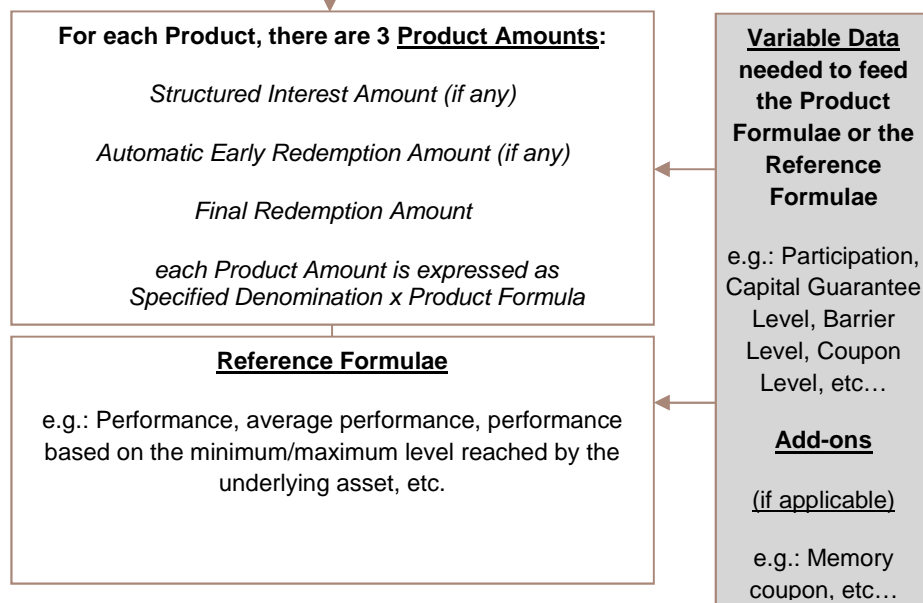 For each Product, there are 3 Product Amounts:
Structured Interest Amount (if any)
Automatic Early Redemption Amount (if any)
Final Redemption Amount
each Product Amount is expressed as
Specified Denomination x Product Formula
Reference Formulae
e.g.: Performance, average performance, performance
based on the minimum/maximum level reached by the
underlying asset, etc.
Variable Data
needed to feed
the Product
Formulae or the
Reference
Formulae
e.g.: Participation,
Capital Guarantee
Level, Barrier
Level, Coupon
Level, etc…
Add-ons
(if applicable)
e.g.: Memory
coupon, etc…